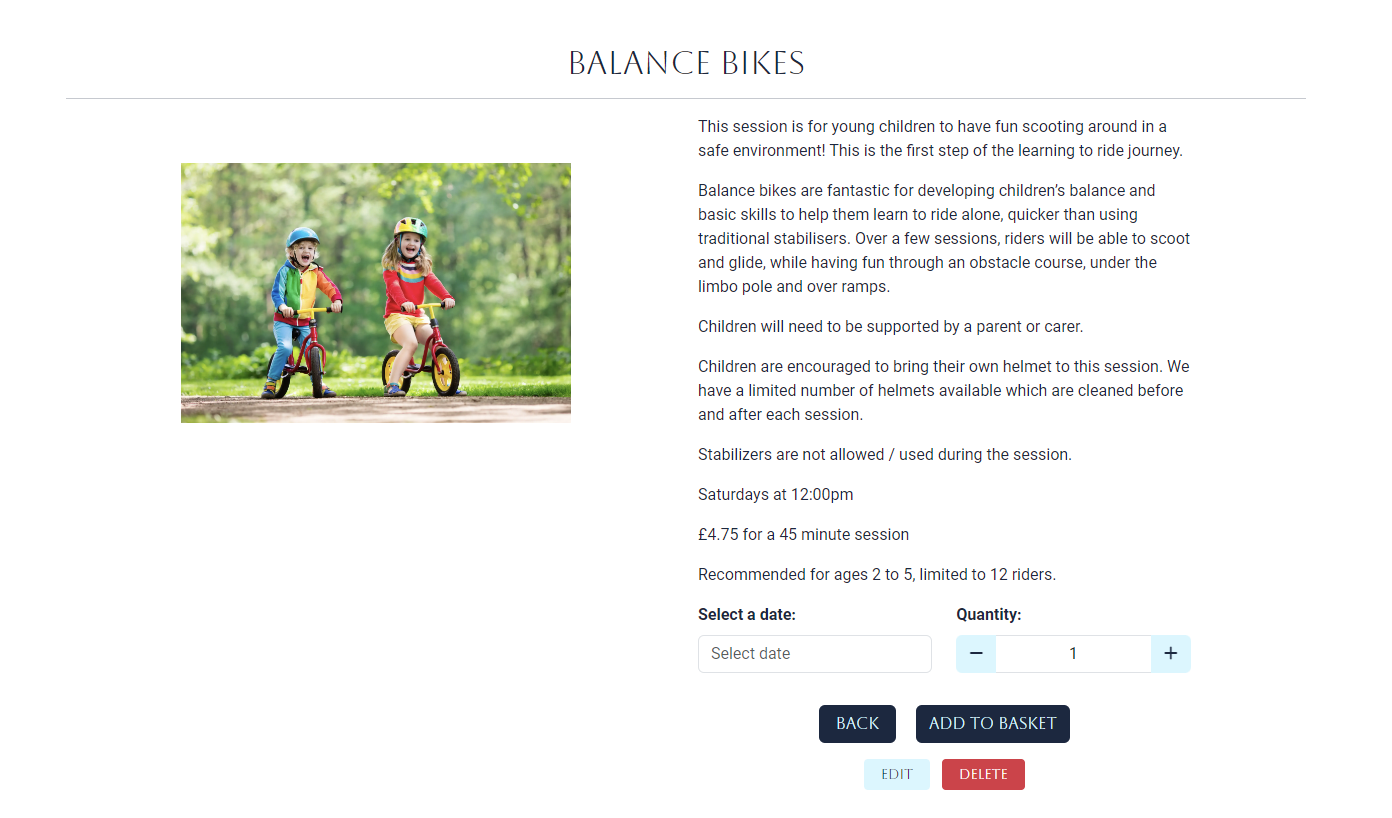 BALANCE BIKES
This session is for young children to have fun scooting around in a
safe environment! This is the first step of the learning to ride journey.
Balance bikes are fantastic for developing children’s balance and
basic skills to help them learn to ride alone, quicker than using
traditional stabilisers. Over a few sessions, riders will be able to scoot
and glide, while having fun through an obstacle course, under the
limbo pole and over ramps.
Children will need to be supported by a parent or carer.
Children are encouraged to bring their own helmet to this session. We
have a limited number of helmets available which are cleaned before
and after each session.
Stabilizers are not allowed / used during the session.
Saturdays at 12:00pm
£4.75 for a 45 minute session
Recommended for ages 2 to 5, limited to 12 riders.
Select a date: Quantity:
Select date − 1 +
BACK ADD TO BASKET
EDIT DELETE